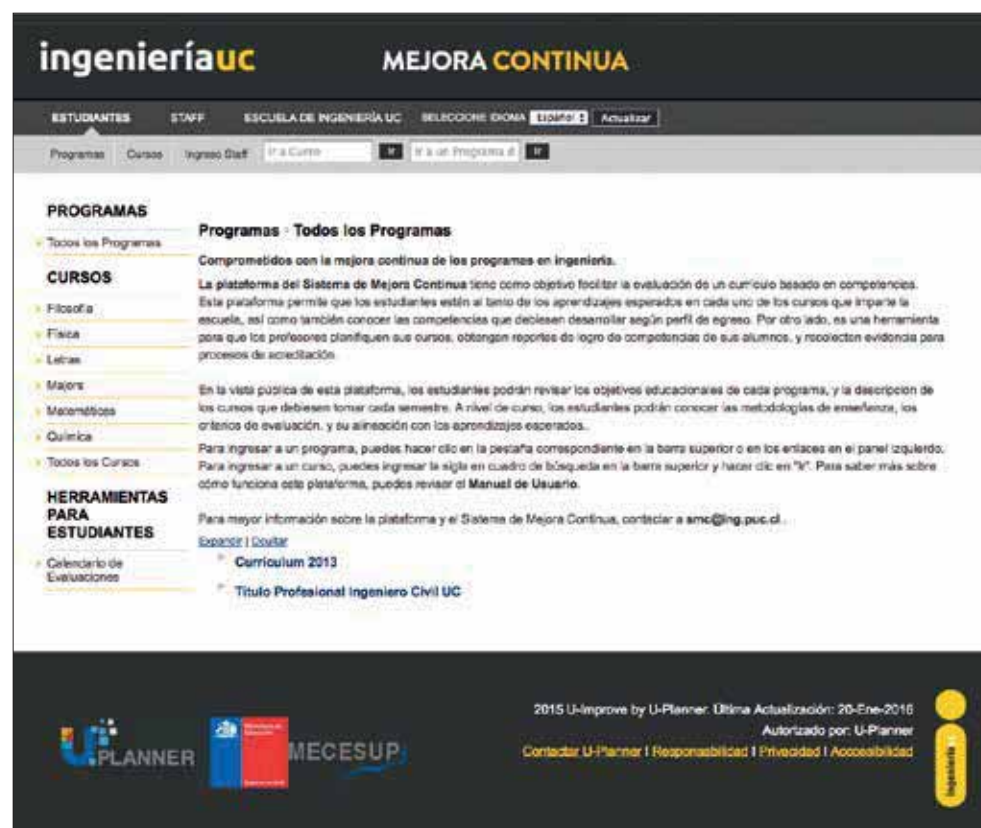 ingenieríauc
MEJORA CONTINUA
ESTUDIANTES STAFF ESCUELA DE INGENIERÍA UC SELECCIONE IDIOMA Español Actualizar
Programas Cursos Ingreso Staff Ir a Curso Ir Ir a un Programa d Ir
PROGRAMAS
Todos los Programas
CURSOS
Filosofía
Física
Letras
Majors
Matemáticas
Química
Todos los Cursos
HERRAMIENTAS
PARA
ESTUDIANTES
Calendario de
Evaluaciones
Programas Todos los Programas
Comprometidos con la mejora continua de los programas en ingeniería.
La plataforma del Sistema de Mejora Continua tiene como objetivo facilitar la evaluación de un currículo basado en competencias.
Esta plataforma permite que los estudiantes estén al tanto de los aprendizajes esperados en cada uno de los cursos que imparte la
escuela, así como también conocer las competencias que debiesen desarrollar según perfil de egreso. Por otro lado, es una herramienta
para que los profesores planifiquen sus cursos, obtengan reportes de logro de competencias de sus alumnos, y recolecten evidencia para
procesos de acreditación.
En la vista pública de esta plataforma, los estudiantes podrán revisar los objetivos educacionales de cada programa, y la descripción de
los cursos que debiesen tomar cada semestre. A nivel de curso, los estudiantes podrán conocer las metodologías de enseñanza, los
criterios de evaluación, y su alineación con los aprendizajes esperados..
Para ingresar a un programa, puedes hacer clic en la pestaña correspondiente en la barra superior o en los enlaces en el panel izquierdo.
Para ingresar a un curso, puedes ingresar la sigla en cuadro de búsqueda en la barra superior y hacer clic en "Ir". Para saber más sobre
cómo funciona esta plataforma, puedes revisar el Manual de Usuario.
Para mayor información sobre la plataforma y el Sistema de Mejora Continua, contactar a smc@ing.puc.cl .
Expandir | Ocultar
Curriculum 2013
Título Profesional Ingeniero Civil UC
U-PLANNER
MECESUP
2015 U-Improve by U-Planner. Última Actualización: 20-Ene-2016
Autorizado por: U-Planner
Contactar U-Planner | Responsabilidad | Privacidad | Accesibilidad